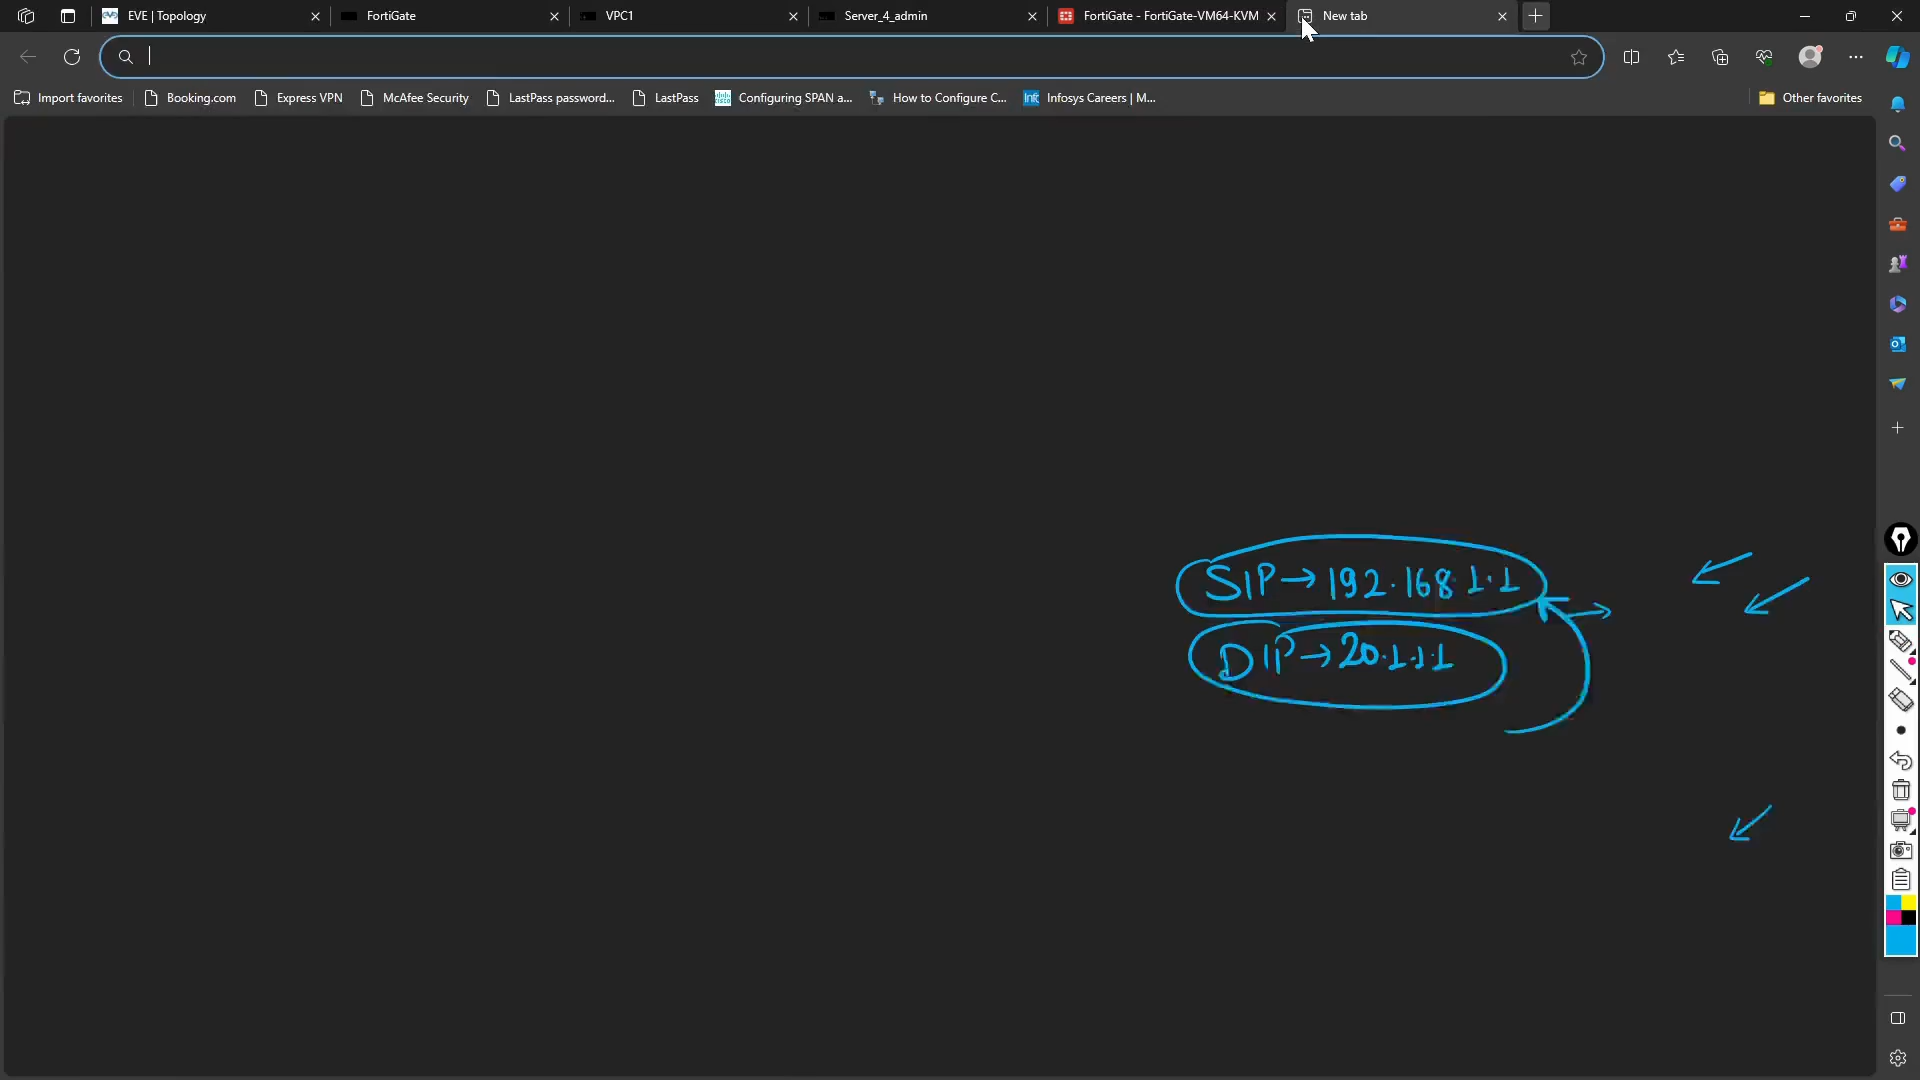 EVE | Topology
FortiGate
VPC1
Server_4_admin
FortiGate - FortiGate-VM64-KVM
New tab
Import favorites
Booking.com
Express VPN
McAfee Security
LastPass password...
LastPass
Configuring SPAN a...
How to Configure C...
Infosys Careers | M...
Other favorites
SIP→192.168.1.1
DIP→20.1.1.1